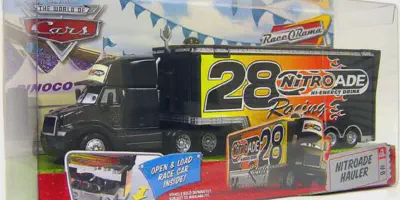 THE WORLD OF
Cars
Race O Rama
28
NITROADE
HI-ENERGY DRINK
Racing
OPEN & LOAD
RACE CAR
INSIDE!
28
NITROADE
HAULER